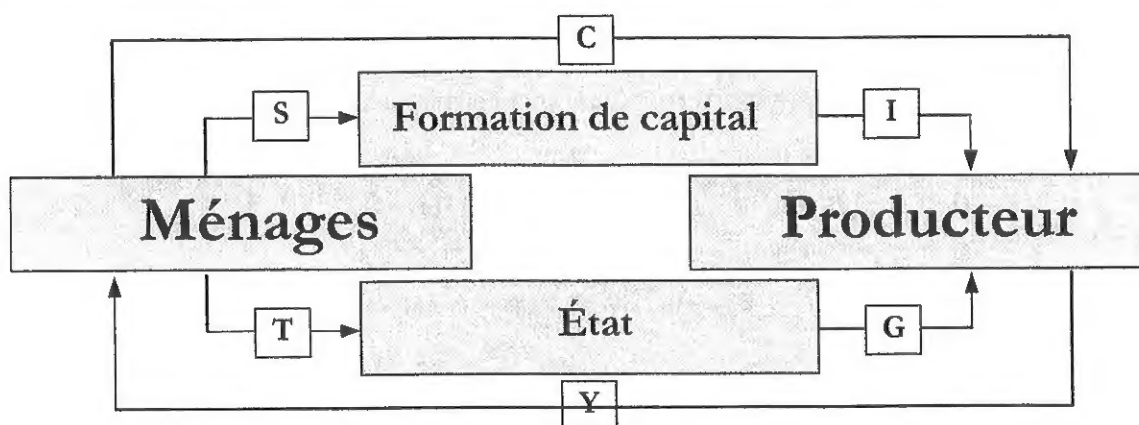 C
S
Formation de capital
I
Ménages
Producteur
T
État
G
Y